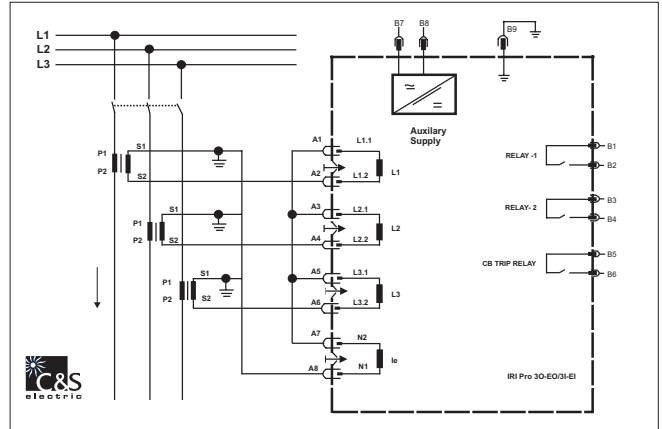 L1
L2
L3
B7 B8 B9
Auxilary
Supply
A1 L1.1
L1
A2 L1.2
A3 L2.1
L2
A4 L2.2
A5 L3.1
L3
A6 L3.2
A7 N2
Ie
A8 N1
P1 S1
P2 S2
P1 S1
P2 S2
P1 S1
P2 S2
RELAY -1
B1
B2
RELAY- 2
B3
B4
CB TRIP RELAY
B5
B6
IRI Pro 3O-EO/3I-EI
C&S
electric